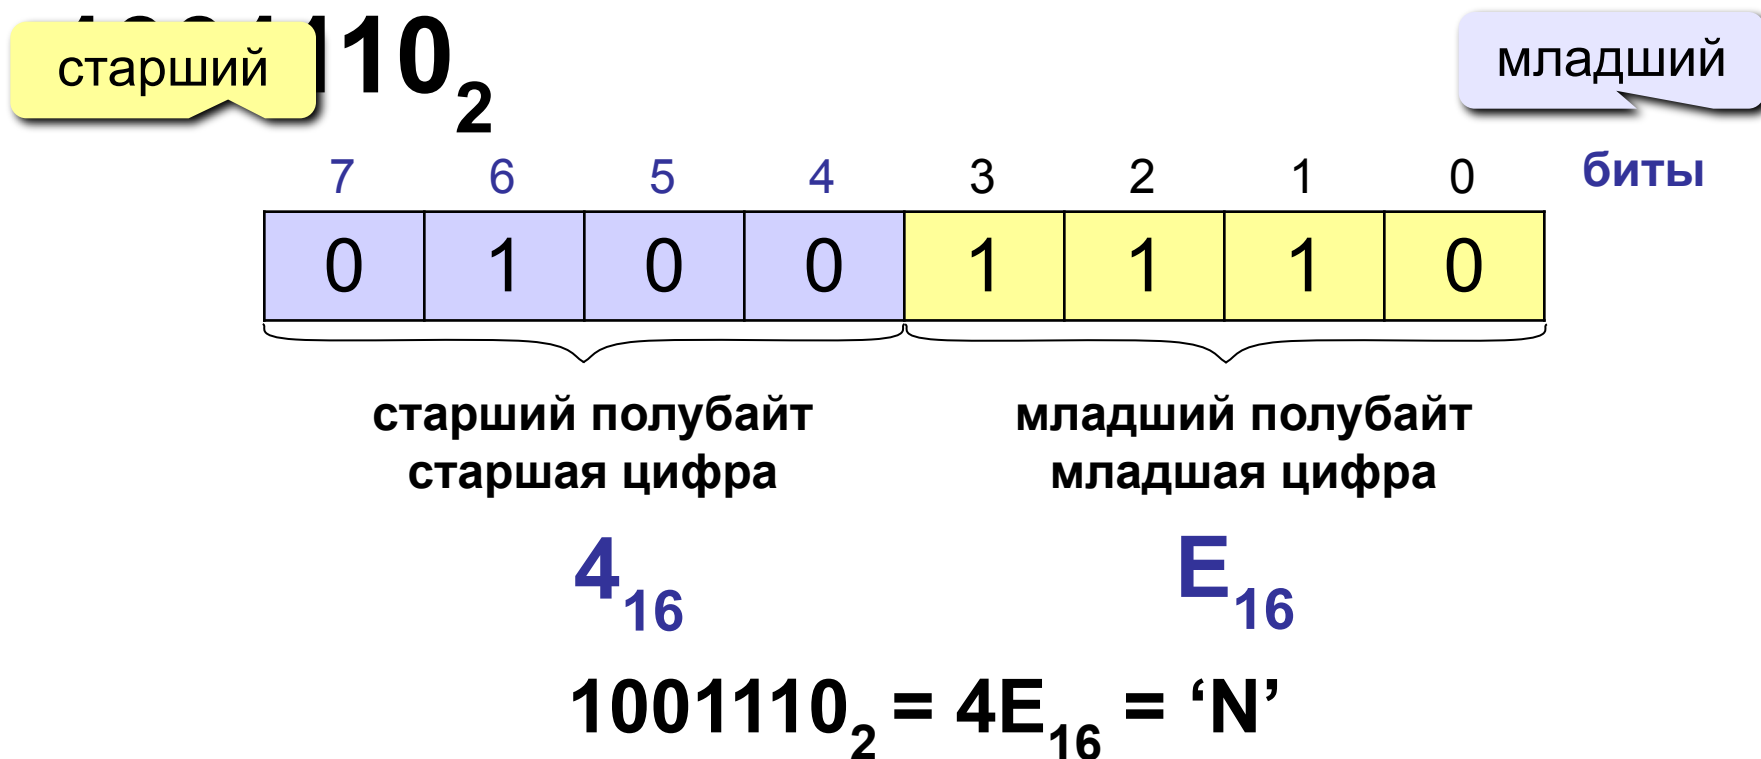 1001110₂
старший
младший
7 6 5 4 3 2 1 0 биты
0 1 0 0 1 1 1 0
старший полубайт младший полубайт
старшая цифра младшая цифра
4₁₆ E₁₆
1001110₂ = 4E₁₆ = ‘N’